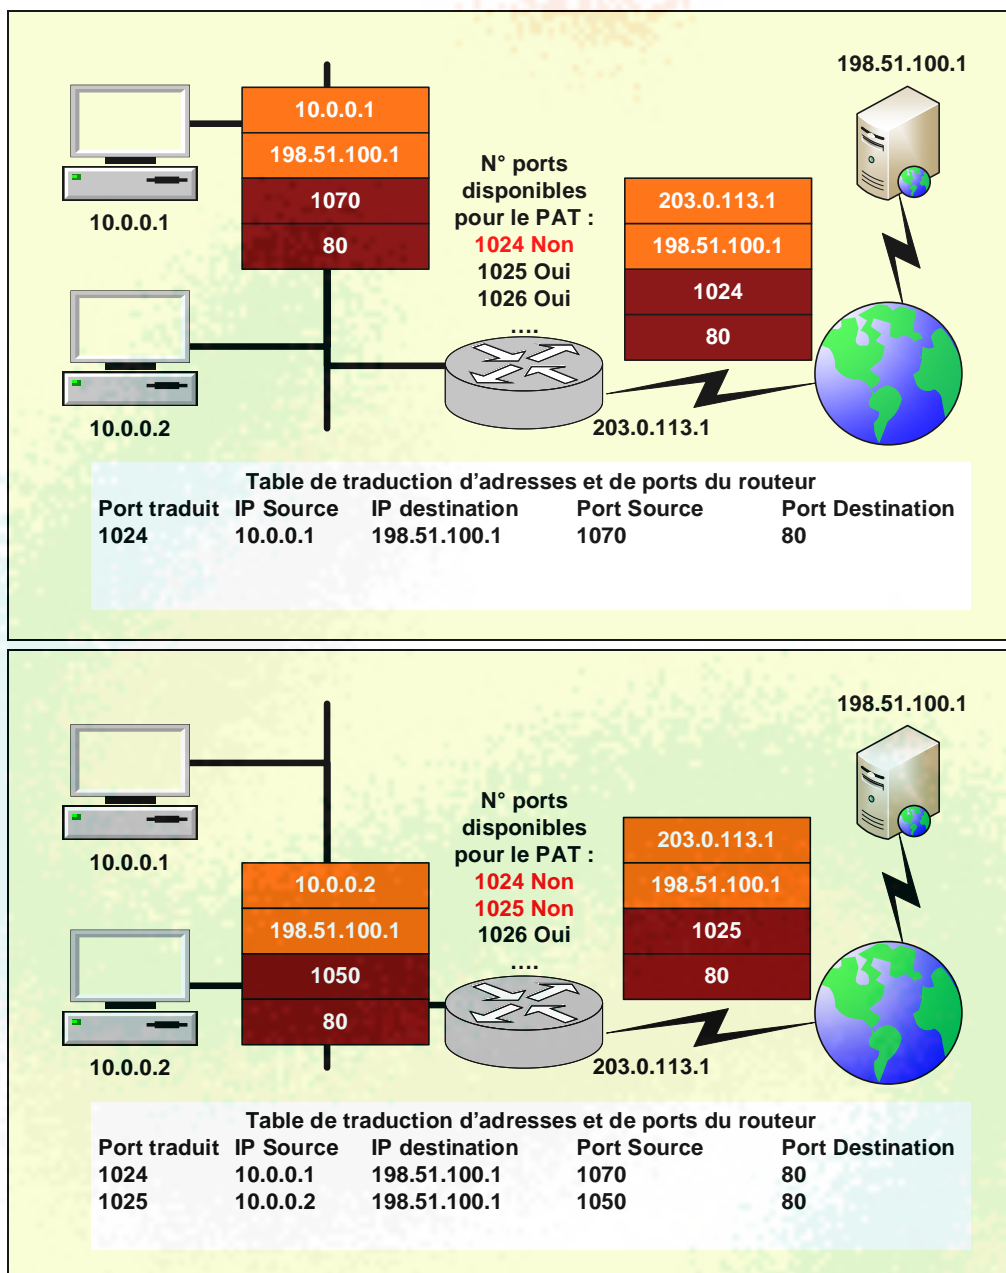 198.51.100.1
10.0.0.1
198.51.100.1
1070
80
10.0.0.1
N° ports
disponibles
pour le PAT :
1024 Non
1025 Oui
1026 Oui
....
203.0.113.1
198.51.100.1
1024
80
10.0.0.2
203.0.113.1
Table de traduction d’adresses et de ports du routeur
Port traduit IP Source IP destination Port Source Port Destination
1024 10.0.0.1 198.51.100.1 1070 80
198.51.100.1
10.0.0.1
N° ports
disponibles
pour le PAT :
1024 Non
1025 Non
1026 Oui
....
203.0.113.1
198.51.100.1
1025
80
10.0.0.2
198.51.100.1
1050
80
10.0.0.2
203.0.113.1
Table de traduction d’adresses et de ports du routeur
Port traduit IP Source IP destination Port Source Port Destination
1024 10.0.0.1 198.51.100.1 1070 80
1025 10.0.0.2 198.51.100.1 1050 80